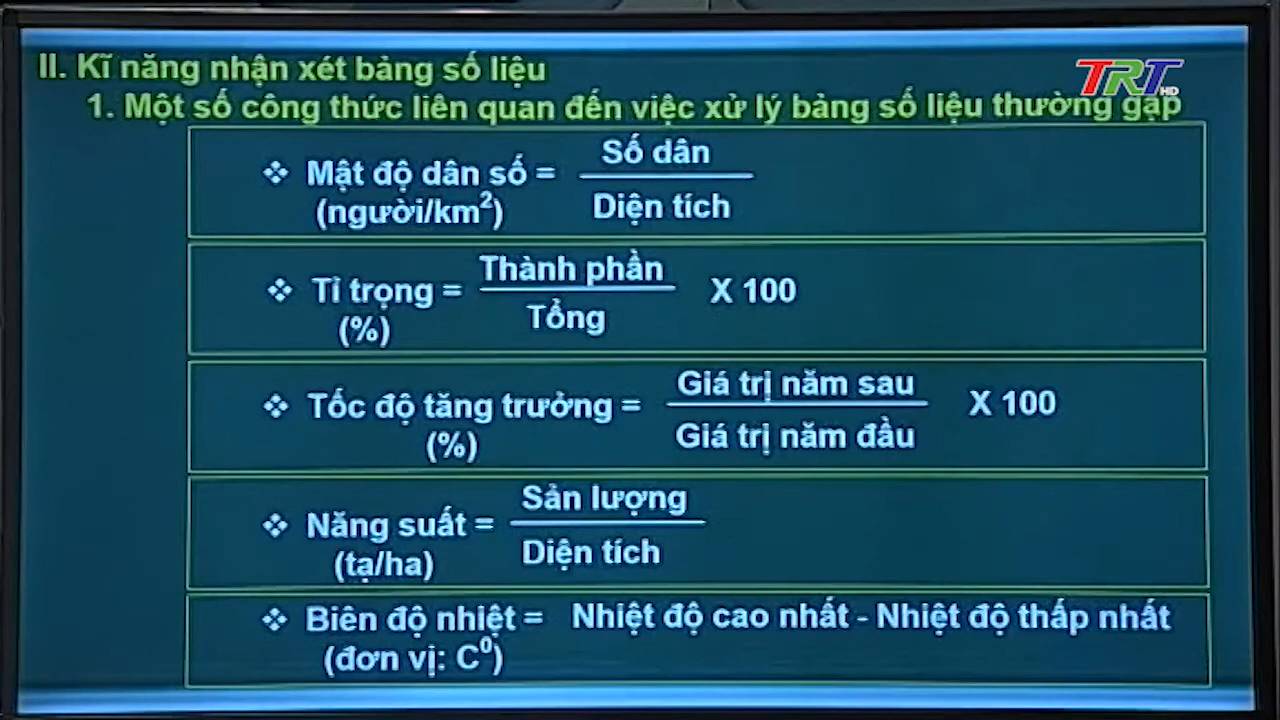 II. Kĩ năng nhận xét bảng số liệu
TRT HD
1. Một số công thức liên quan đến việc xử lý bảng số liệu thường gặp
❖ Mật độ dân số = Số dân
(người/km²) Diện tích
❖ Tỉ trọng = Thành phần X 100
(%) Tổng
❖ Tốc độ tăng trưởng = Giá trị năm sau X 100
(%) Giá trị năm đầu
❖ Năng suất = Sản lượng
(tạ/ha) Diện tích
❖ Biên độ nhiệt = Nhiệt độ cao nhất - Nhiệt độ thấp nhất
(đơn vị: C⁰)